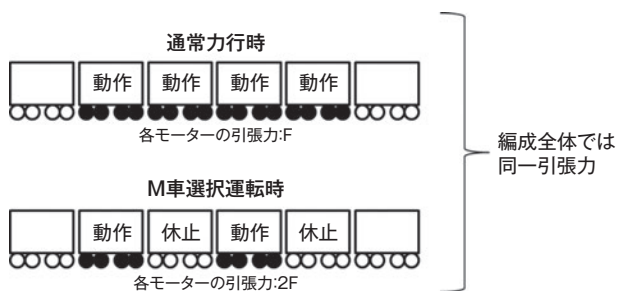 通常力行時
動作 動作 動作 動作
各モーターの引張力:F
編成全体では
同一引張力
M車選択運転時
動作 休止 動作 休止
各モーターの引張力:2F